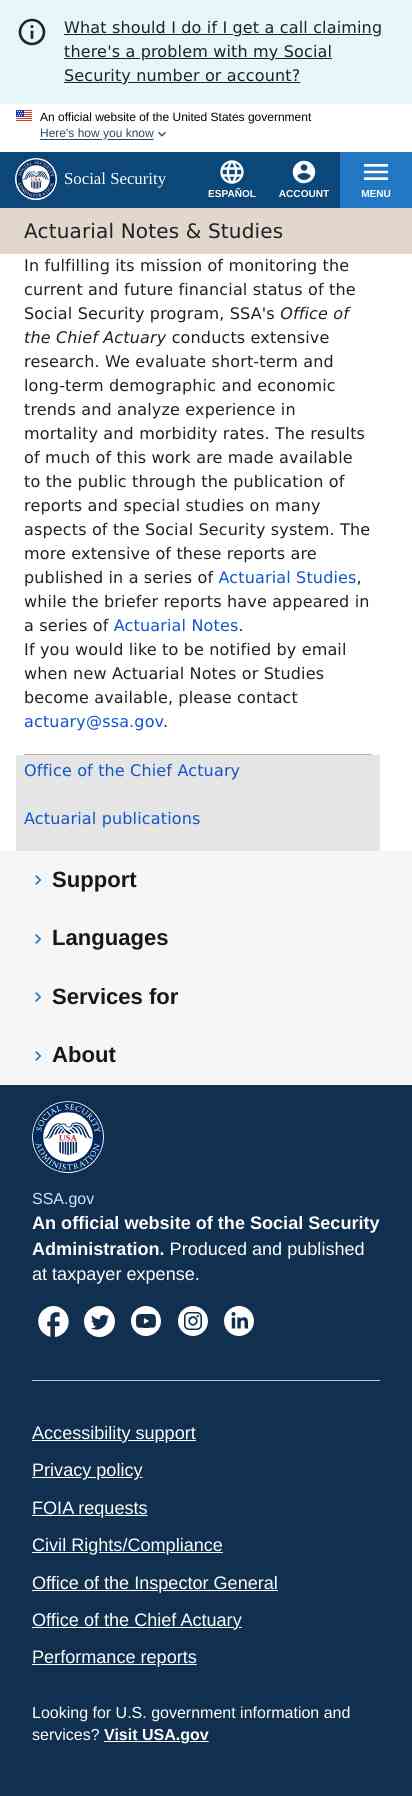 What should I do if I get a call claiming
there's a problem with my Social
Security number or account?
An official website of the United States government
Here's how you know
Social Security
ESPAÑOL
ACCOUNT
MENU
Actuarial Notes & Studies
In fulfilling its mission of monitoring the
current and future financial status of the
Social Security program, SSA's Office of
the Chief Actuary conducts extensive
research. We evaluate short-term and
long-term demographic and economic
trends and analyze experience in
mortality and morbidity rates. The results
of much of this work are made available
to the public through the publication of
reports and special studies on many
aspects of the Social Security system. The
more extensive of these reports are
published in a series of Actuarial Studies,
while the briefer reports have appeared in
a series of Actuarial Notes.
If you would like to be notified by email
when new Actuarial Notes or Studies
become available, please contact
actuary@ssa.gov.
Office of the Chief Actuary
Actuarial publications
Support
Languages
Services for
About
SOCIAL SECURITY
USA
ADMINISTRATION
SSA.gov
An official website of the Social Security
Administration. Produced and published
at taxpayer expense.
Accessibility support
Privacy policy
FOIA requests
Civil Rights/Compliance
Office of the Inspector General
Office of the Chief Actuary
Performance reports
Looking for U.S. government information and
services? Visit USA.gov